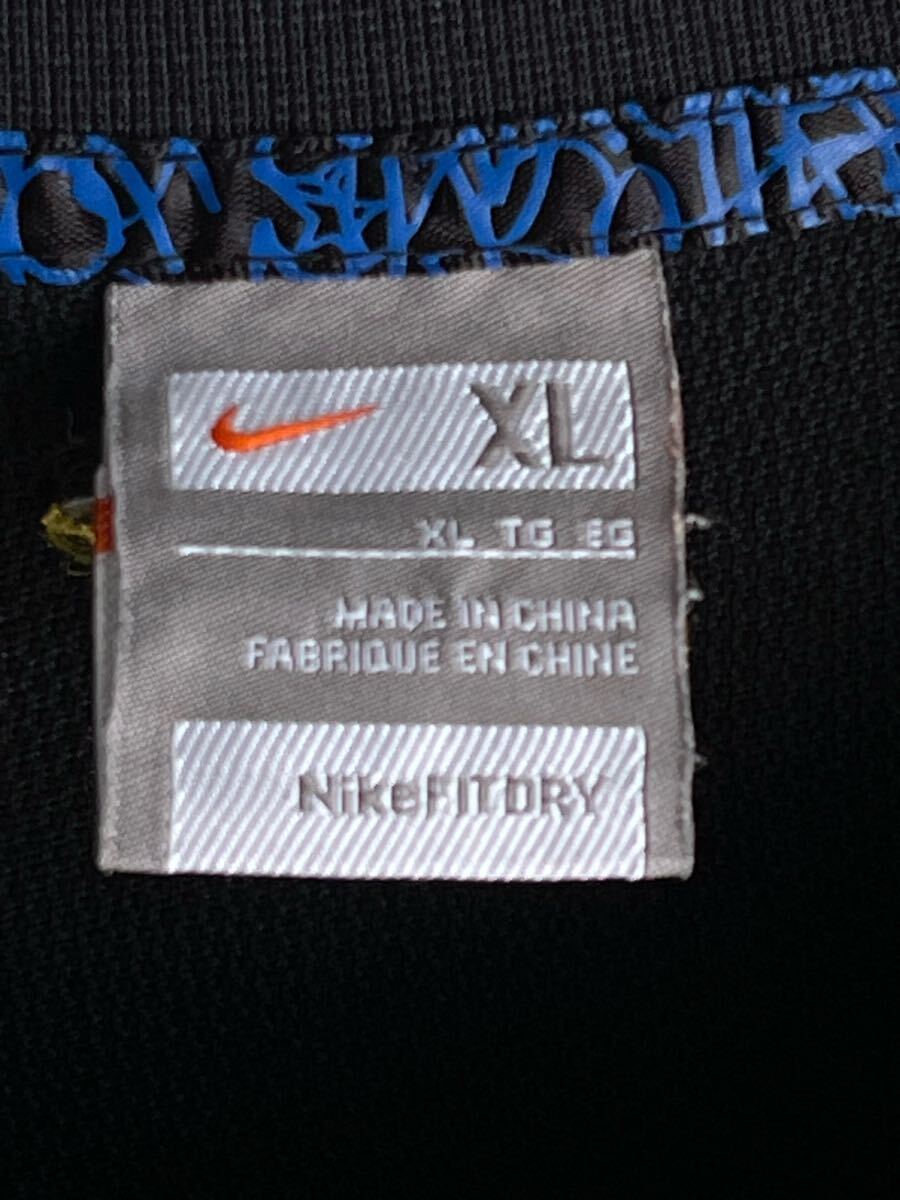 XL
XL TG EG
MADE IN CHINA
FABRIQUE EN CHINE
NikeFITDRY